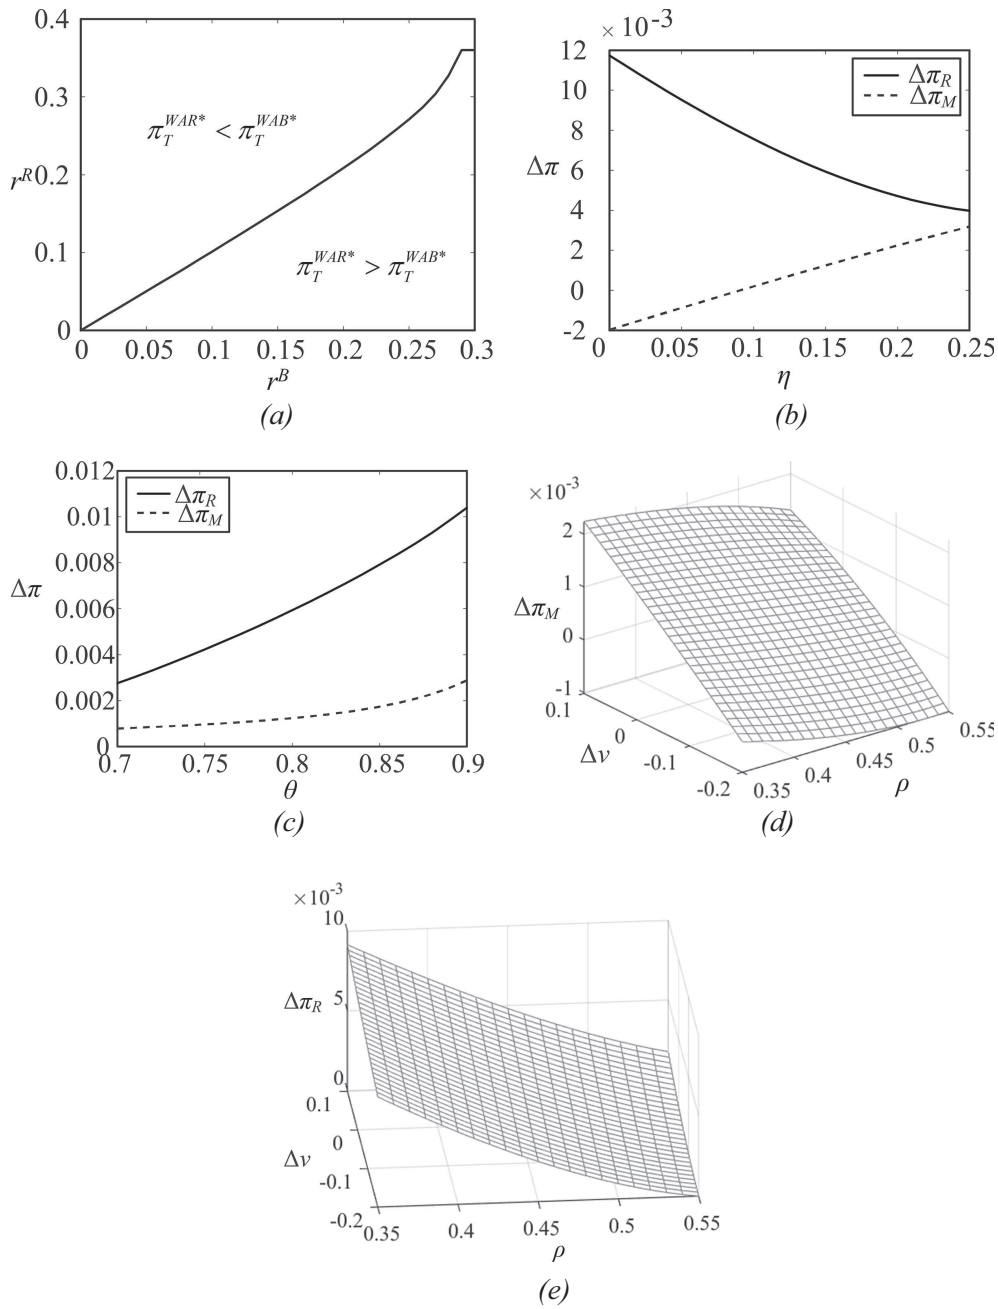 0.4
0.3
0.2
0.1
0
r^R
π_T^{WAR*} < π_T^{WAB*}
π_T^{WAR*} > π_T^{WAB*}
0 0.05 0.1 0.15 0.2 0.25 0.3
r^B
(a)
× 10^{-3}
12
10
8
6
4
2
0
-2
Δπ
Δπ_R
Δπ_M
0 0.05 0.1 0.15 0.2 0.25
η
(b)
0.012
0.01
0.008
0.006
0.004
0.002
0
Δπ
Δπ_R
Δπ_M
0.7 0.75 0.8 0.85 0.9
θ
(c)
×10^{-3}
2
1
0
-1
Δπ_M
0.1
0
-0.1
-0.2
Δv
0.35 0.4 0.45 0.5 0.55
ρ
(d)
×10^{-3}
10
5
0
Δπ_R
0.1
0
-0.1
-0.2
Δv
0.35 0.4 0.45 0.5 0.55
ρ
(e)